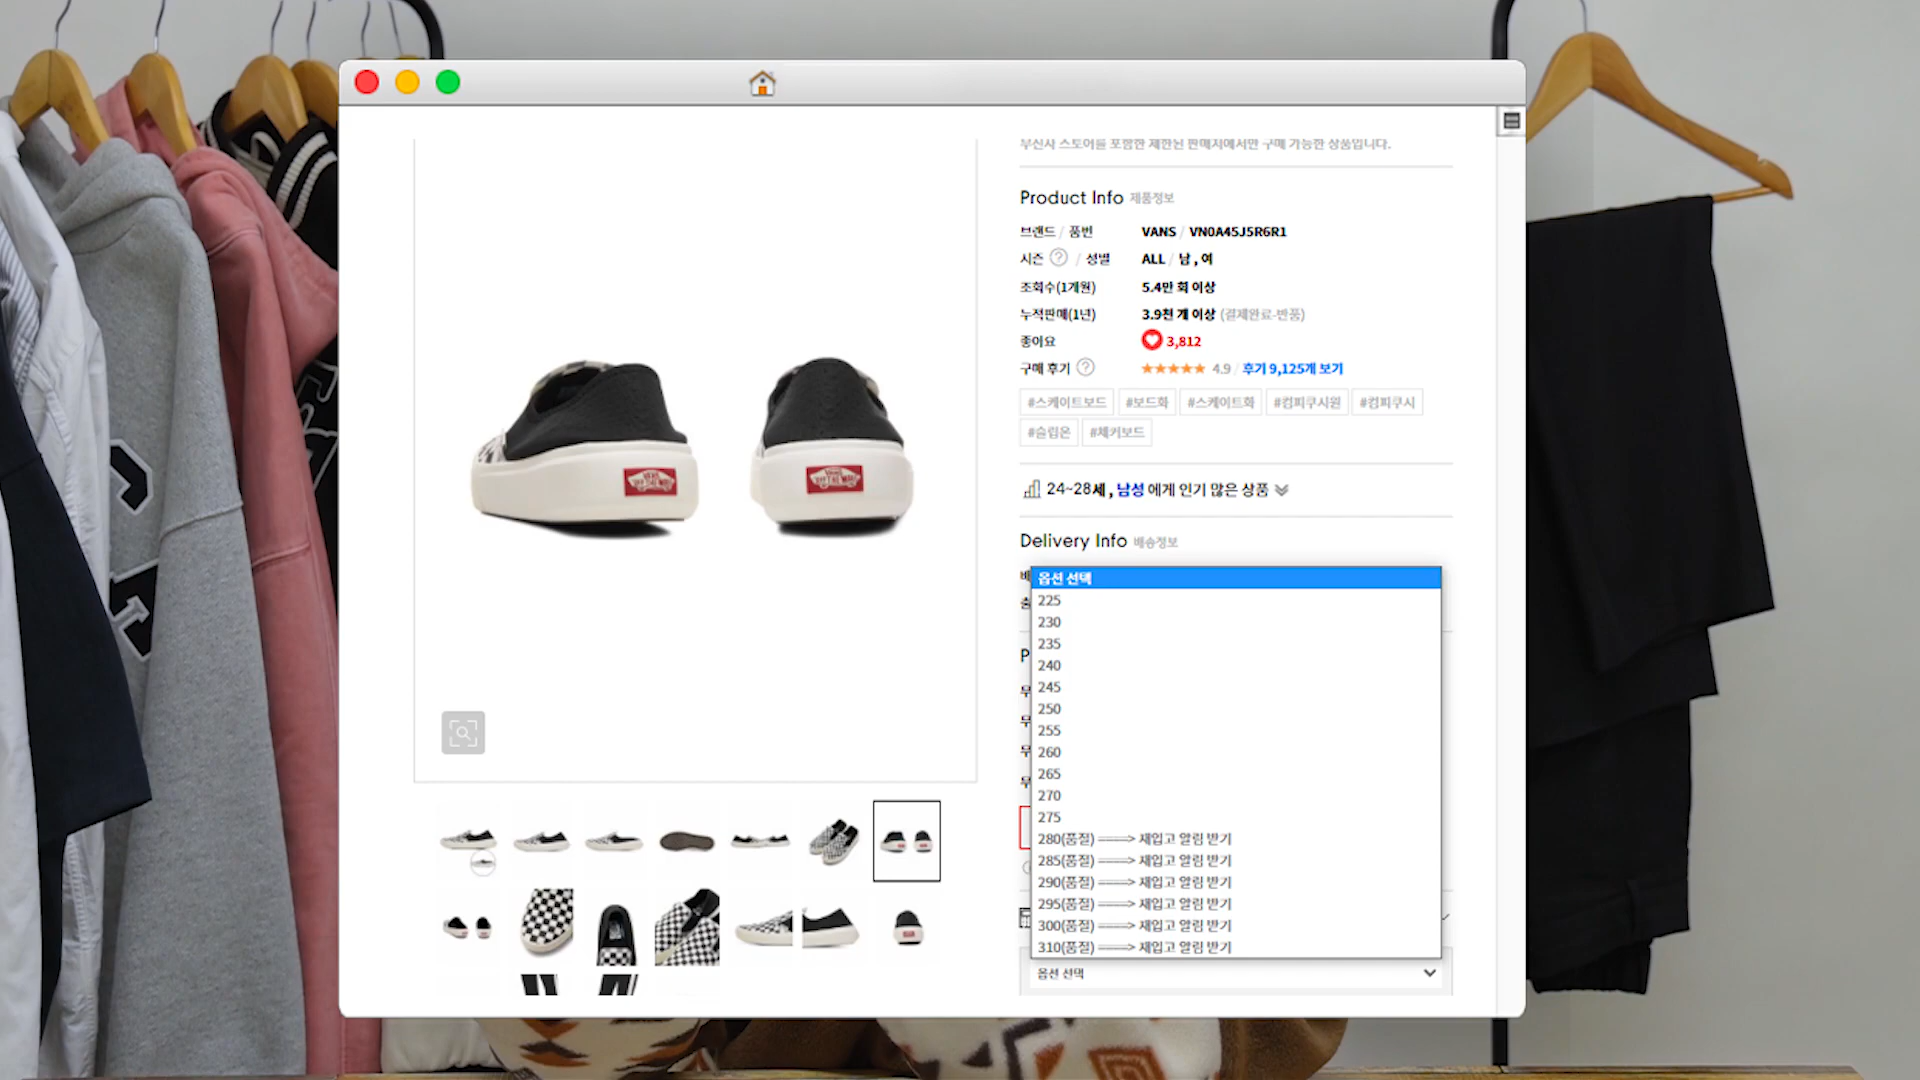 무신사 스토어를 포함한 제한된 판매처에서만 구매 가능한 상품입니다.
Product Info 제품정보
브랜드 / 품번 VANS / VN0A45J5R6R1
시즌 ? / 성별 ALL / 남 , 여
조회수(1개월) 5.4만 회 이상
누적판매(1년) 3.9천 개 이상 (결제완료-반품)
좋아요 3,812
구매 후기 ? ★★★★★ 4.9 / 후기 9,125개 보기
#스케이트보드 #보드화 #스케이트화 #컴피쿠시원 #컴피쿠시
#슬립온 #체커보드
24~28세 , 남성 에게 인기 많은 상품
Delivery Info 배송정보
옵션 선택
225
230
235
240
245
250
255
260
265
270
275
280(품절) ====> 재입고 알림 받기
285(품절) ====> 재입고 알림 받기
290(품절) ====> 재입고 알림 받기
295(품절) ====> 재입고 알림 받기
300(품절) ====> 재입고 알림 받기
310(품절) ====> 재입고 알림 받기
옵션 선택
VANS
OFF THE WALL
VANS
OFF THE WALL